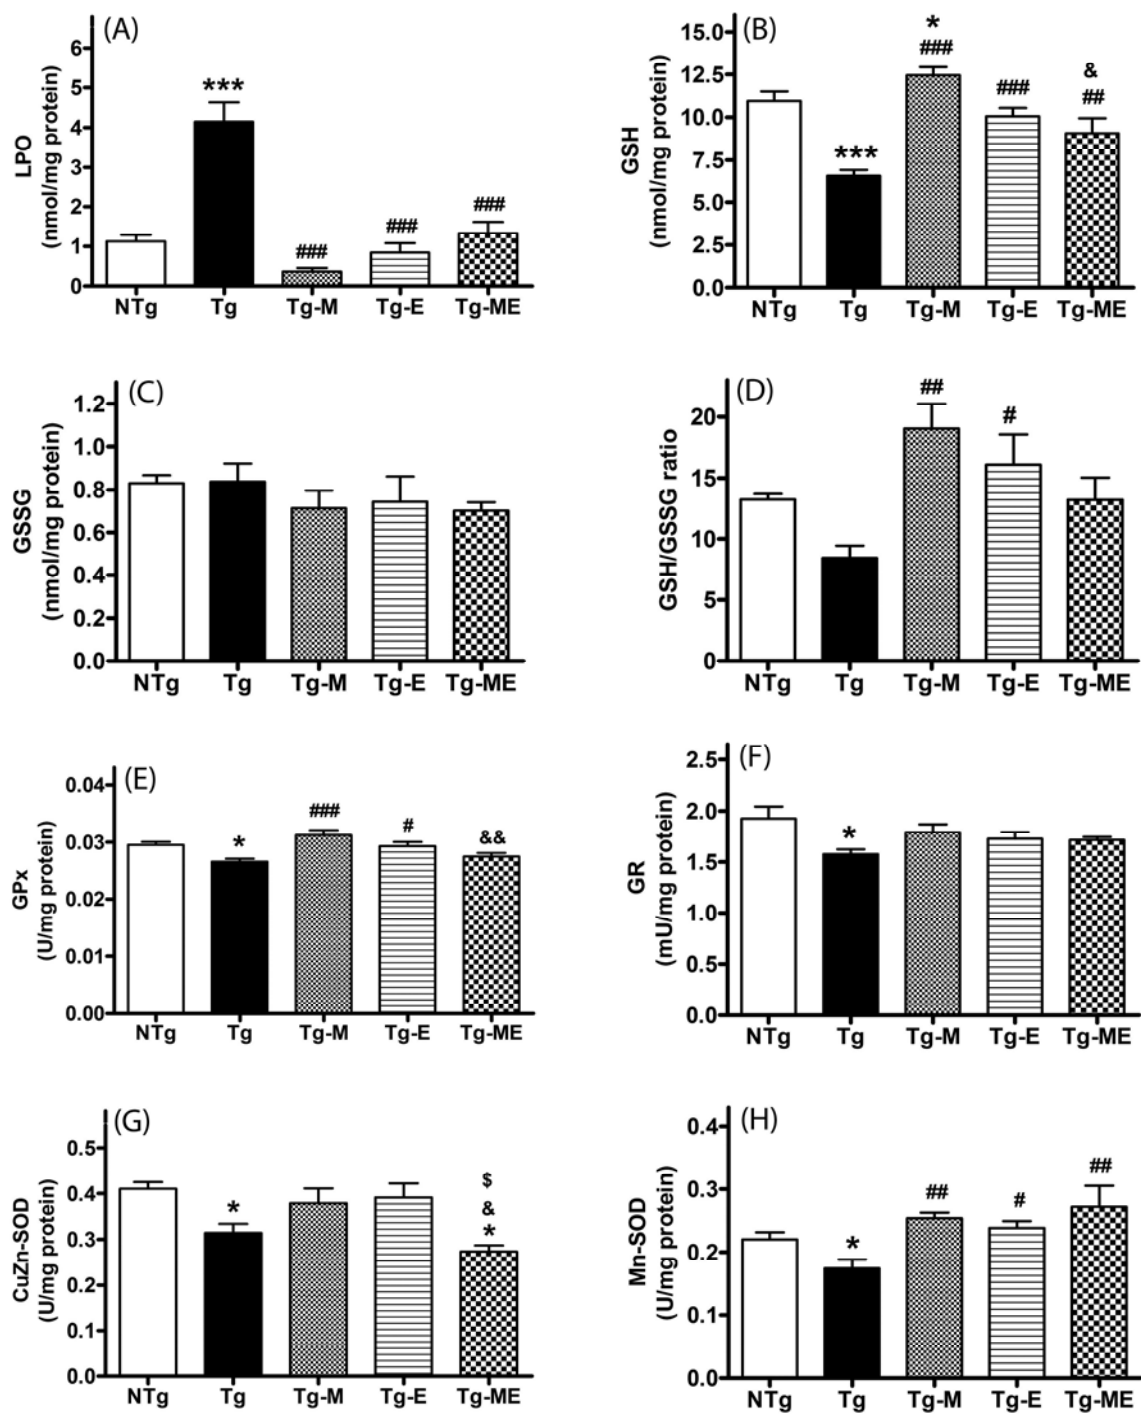 (A)
LPO
(nmol/mg protein)
6
5
4
3
2
1
0
***
###
###
###
NTg Tg Tg-M Tg-E Tg-ME
(B)
GSH
(nmol/mg protein)
15.0
12.5
10.0
7.5
5.0
2.5
0.0
***
*
###
###
&
##
NTg Tg Tg-M Tg-E Tg-ME
(C)
GSSG
(nmol/mg protein)
1.2
1.0
0.8
0.6
0.4
0.2
0.0
NTg Tg Tg-M Tg-E Tg-ME
(D)
GSH/GSSG ratio
20
15
10
5
0
##
#
NTg Tg Tg-M Tg-E Tg-ME
(E)
GPx
(U/mg protein)
0.04
0.03
0.02
0.01
0.00
*
###
#
&&
NTg Tg Tg-M Tg-E Tg-ME
(F)
GR
(mU/mg protein)
2.5
2.0
1.5
1.0
0.5
0.0
*
NTg Tg Tg-M Tg-E Tg-ME
(G)
CuZn-SOD
(U/mg protein)
0.5
0.4
0.3
0.2
0.1
0.0
*
$
&
*
NTg Tg Tg-M Tg-E Tg-ME
(H)
Mn-SOD
(U/mg protein)
0.4
0.3
0.2
0.1
0.0
*
##
#
##
NTg Tg Tg-M Tg-E Tg-ME